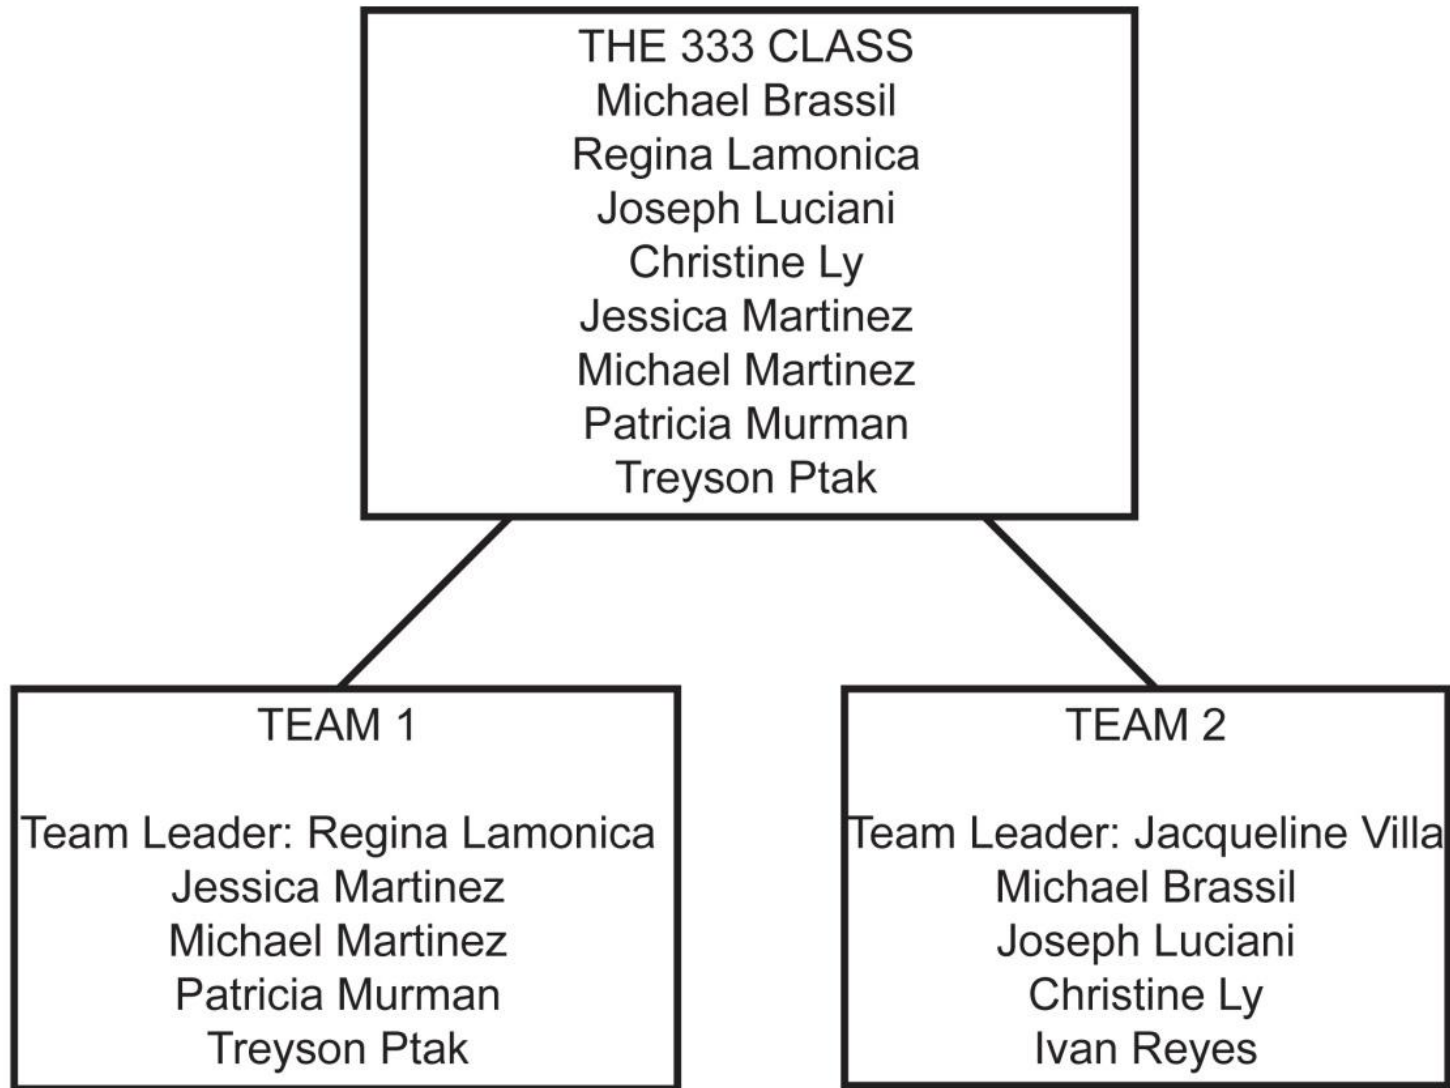 THE 333 CLASS
Michael Brassil
Regina Lamonica
Joseph Luciani
Christine Ly
Jessica Martinez
Michael Martinez
Patricia Murman
Treyson Ptak
TEAM 1
Team Leader: Regina Lamonica
Jessica Martinez
Michael Martinez
Patricia Murman
Treyson Ptak
TEAM 2
Team Leader: Jacqueline Villa
Michael Brassil
Joseph Luciani
Christine Ly
Ivan Reyes